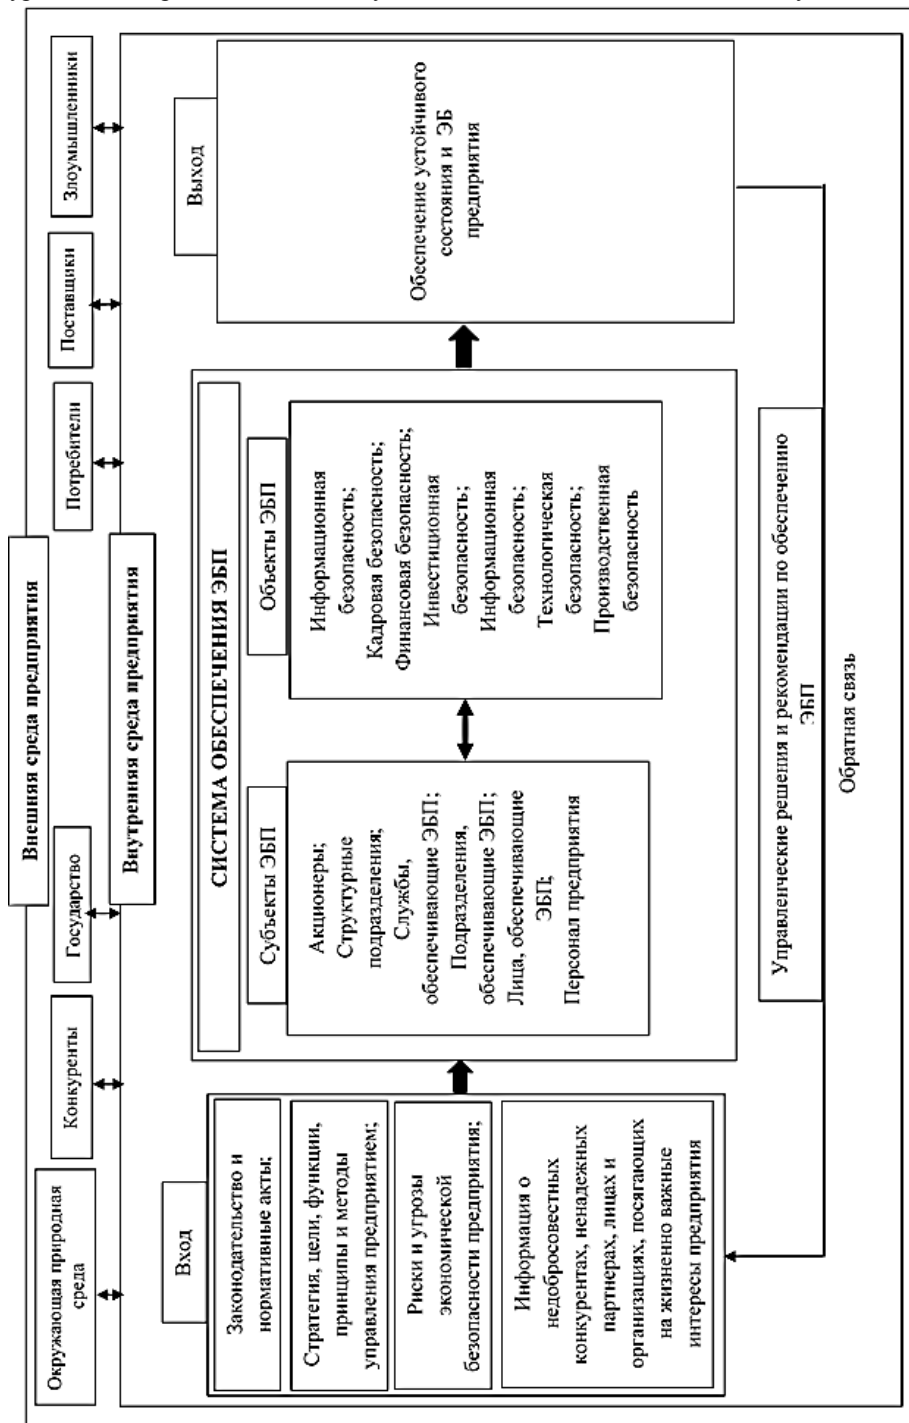 Внешняя среда предприятия
Окружающая природная
среда
Конкуренты
Государство
Потребители
Поставщики
Злоумышленники
Внутренняя среда предприятия
Вход
Законодательство и
нормативные акты;
Стратегия, цели, функции,
принципы и методы
управления предприятием;
Риски и угрозы
экономической
безопасности предприятия;
Информация о
недобросовестных
конкурентах, ненадежных
партнерах, лицах и
организациях, посягающих
на жизненно важные
интересы предприятия
СИСТЕМА ОБЕСПЕЧЕНИЯ ЭБП
Субъекты ЭБП
Акционеры;
Структурные
подразделения;
Службы,
обеспечивающие ЭБП;
Подразделения,
обеспечивающие ЭБП;
Лица, обеспечивающие
ЭБП;
Персонал предприятия
Объекты ЭБП
Информационная
безопасность;
Кадровая безопасность;
Финансовая безопасность;
Инвестиционная
безопасность;
Информационная
безопасность;
Технологическая
безопасность;
Производственная
безопасность
Выход
Обеспечение устойчивого
состояния и ЭБ
предприятия
Управленческие решения и рекомендации по обеспечению
ЭБП
Обратная связь